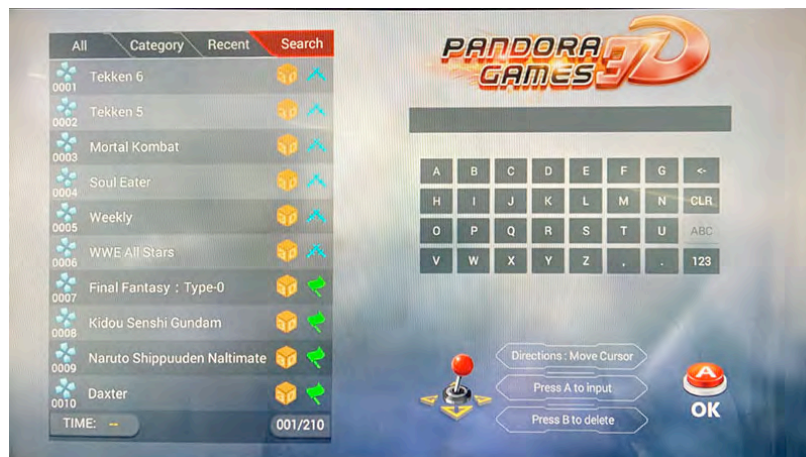 All Category Recent Search
0001 Tekken 6
0002 Tekken 5
0003 Mortal Kombat
0004 Soul Eater
0005 Weekly
0006 WWE All Stars
0007 Final Fantasy : Type-0
0008 Kidou Senshi Gundam
0009 Naruto Shippuuden Naltimate
0010 Daxter
TIME: -- 001/210
PANDORA
GAMES 3D
A B C D E F G <-
H I J K L M N CLR
O P Q R S T U ABC
V W X Y Z , . 123
Directions : Move Cursor
Press A to input
Press B to delete
A
OK